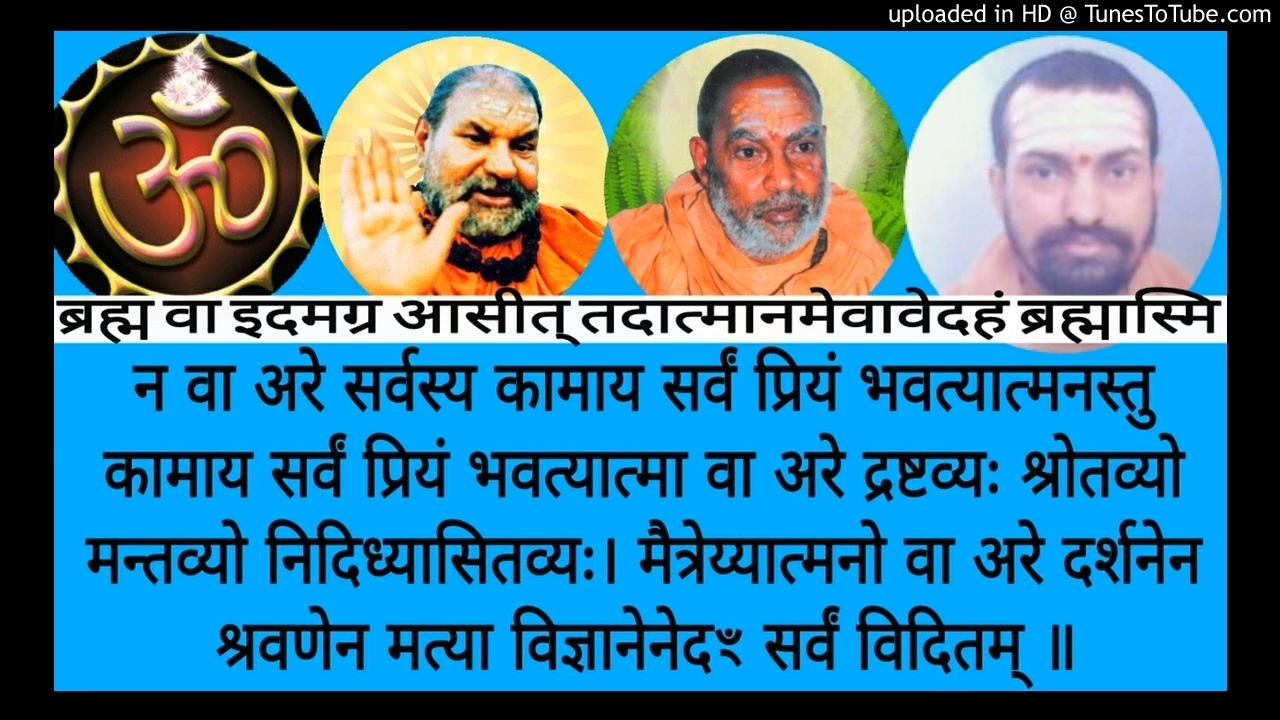 uploaded in HD @ TunesToTube.com
ॐ
ब्रह्म वा इदमग्र आसीत् तदात्मानमेवावेदहं ब्रह्मास्मि
न वा अरे सर्वस्य कामाय सर्वं प्रियं भवत्यात्मनस्तु
कामाय सर्वं प्रियं भवत्यात्मा वा अरे द्रष्टव्यः श्रोतव्यो
मन्तव्यो निदिध्यासितव्यः। मैत्रेय्यात्मनो वा अरे दर्शनेन
श्रवणेन मत्या विज्ञानेनेदꣳ सर्वं विदितम् ॥